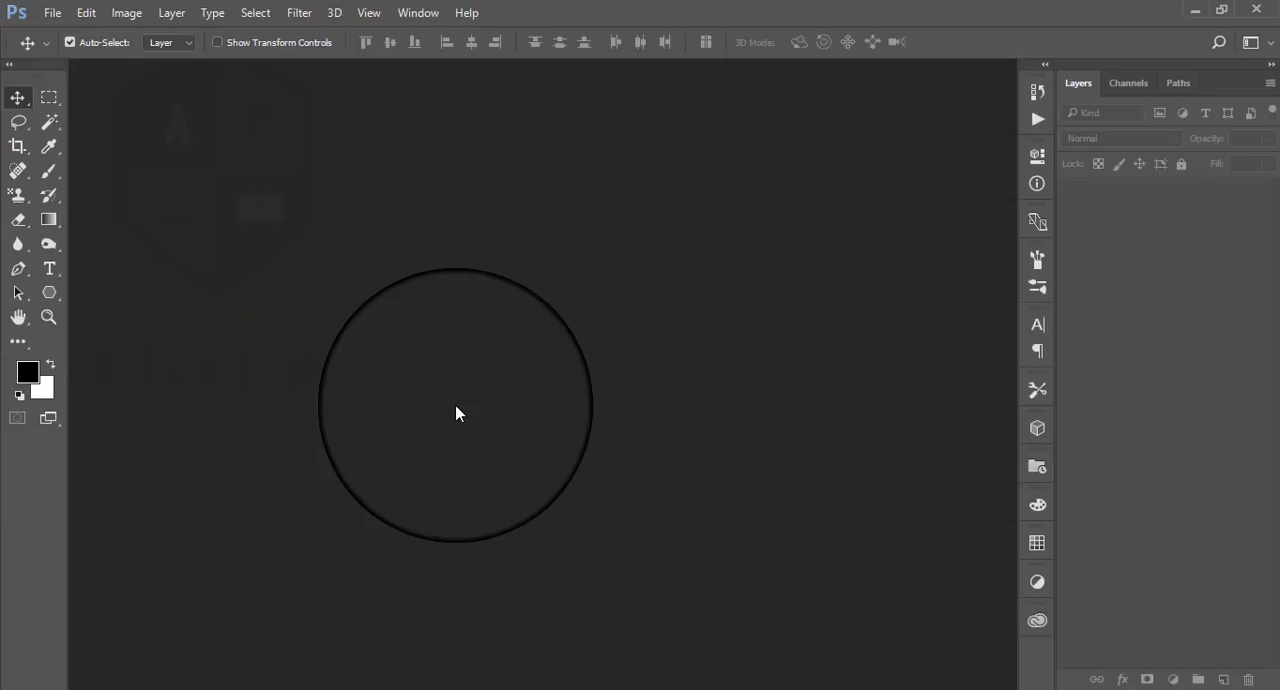 Ps File Edit Image Layer Type Select Filter 3D View Window Help
Auto-Select: Layer Show Transform Controls 3D Mode:
Layers Channels Paths
Kind
Normal Opacity:
Lock: Fill: